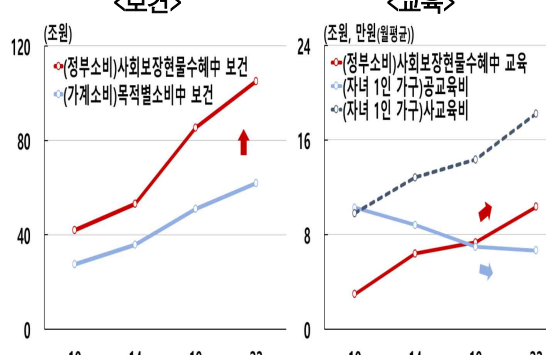 <보건>
<교육>
(조원)
(조원, 만원(월평균))
120
80
40
0
(정부소비)사회보장현물수혜中 보건
(가계소비)목적별소비中 보건
24
16
8
0
(정부소비)사회보장현물수혜中 교육
(자녀 1인 가구)공교육비
(자녀 1인 가구)사교육비